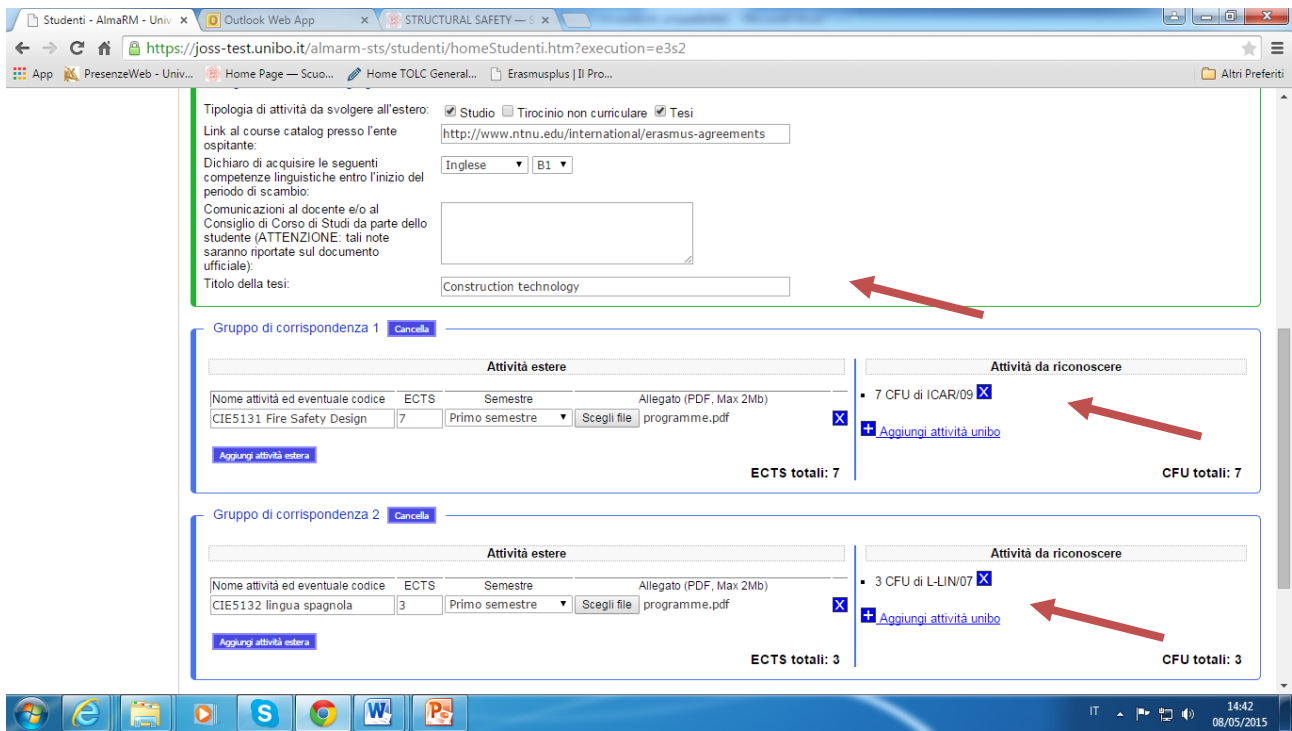 Studenti - AlmaRM - Univ
Outlook Web App
STRUCTURAL SAFETY — S
https://joss-test.unibo.it/almarm-sts/studenti/homeStudenti.htm?execution=e3s2
App PresenzeWeb - Univ... Home Page — Scuo... Home TOLC General... Erasmusplus | Il Pro... Altri Preferiti
Tipologia di attività da svolgere all'estero: Studio Tirocinio non curriculare Tesi
Link al course catalog presso l'ente
ospitante:
http://www.ntnu.edu/international/erasmus-agreements
Dichiaro di acquisire le seguenti
competenze linguistiche entro l'inizio del
periodo di scambio:
Inglese B1
Comunicazioni al docente e/o al
Consiglio di Corso di Studi da parte dello
studente (ATTENZIONE: tali note
saranno riportate sul documento
ufficiale):
Titolo della tesi: Construction technology
Gruppo di corrispondenza 1 Cancella
Attività estere
Nome attività ed eventuale codice ECTS Semestre Allegato (PDF, Max 2Mb)
CIE5131 Fire Safety Design 7 Primo semestre Scegli file programme.pdf X
Aggiungi attività estera
ECTS totali: 7
Attività da riconoscere
7 CFU di ICAR/09 X
+ Aggiungi attività unibo
CFU totali: 7
Gruppo di corrispondenza 2 Cancella
Attività estere
Nome attività ed eventuale codice ECTS Semestre Allegato (PDF, Max 2Mb)
CIE5132 lingua spagnola 3 Primo semestre Scegli file programme.pdf X
Aggiungi attività estera
ECTS totali: 3
Attività da riconoscere
3 CFU di L-LIN/07 X
+ Aggiungi attività unibo
CFU totali: 3
IT
14:42
08/05/2015